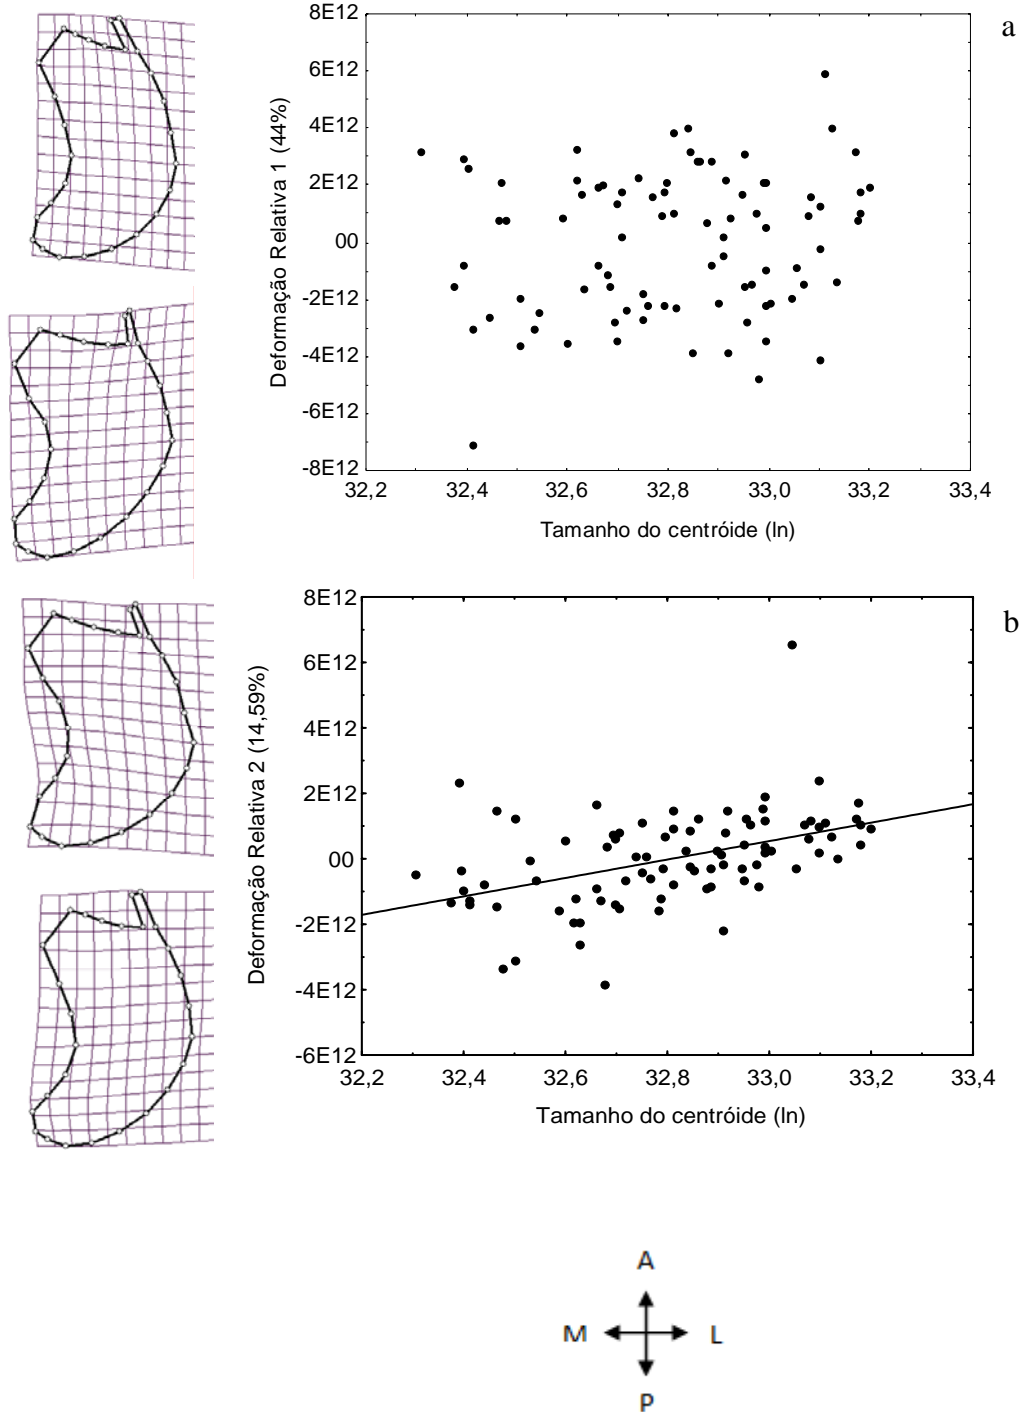 a
Deformação Relativa 1 (44%)
8E12
6E12
4E12
2E12
00
-2E12
-4E12
-6E12
-8E12
32,2 32,4 32,6 32,8 33,0 33,2 33,4
Tamanho do centróide (ln)
b
Deformação Relativa 2 (14,59%)
8E12
6E12
4E12
2E12
00
-2E12
-4E12
-6E12
32,2 32,4 32,6 32,8 33,0 33,2 33,4
Tamanho do centróide (ln)
A
M L
P